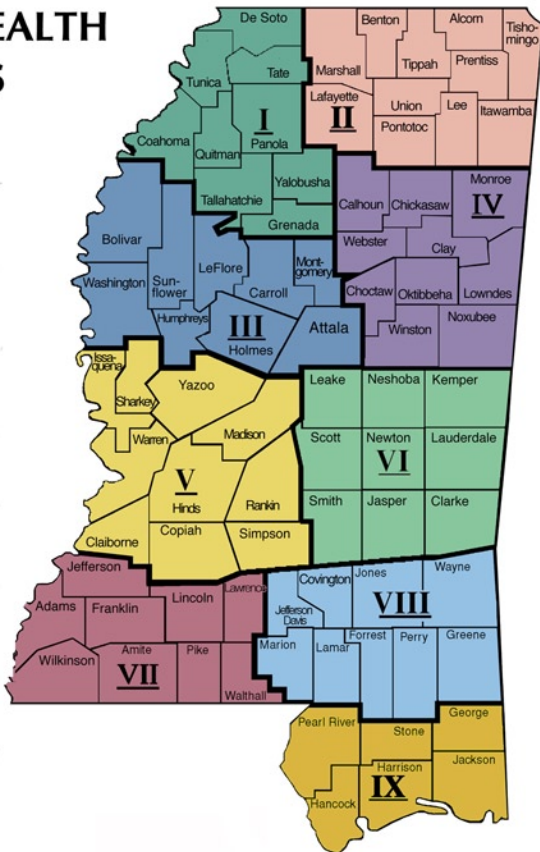 EALTH
S
De Soto
Benton
Alcorn
Tisho-
mingo
Tunica
Tate
Marshall
Tippah
Prentiss
Lafayette
Union
Lee
Itawamba
I
II
Pontotoc
Coahoma
Quitman
Panola
Tallahatchie
Yalobusha
Grenada
Calhoun
Chickasaw
Monroe
IV
Webster
Clay
Bolivar
Washington
Sun-
flower
LeFlore
Carroll
Mont-
gomery
Choctaw
Oktibbeha
Lowndes
Humphreys
III
Holmes
Attala
Winston
Noxubee
Issa-
quena
Sharkey
Yazoo
Leake
Neshoba
Kemper
Warren
Madison
Scott
Newton
Lauderdale
V
Hinds
Rankin
VI
Smith
Jasper
Clarke
Claiborne
Copiah
Simpson
Jefferson
Lincoln
Lawrence
Covington
Jones
Wayne
Adams
Franklin
Jefferson
Davis
VIII
Wilkinson
Amite
Pike
Marion
Lamar
Forrest
Perry
Greene
VII
Walthall
Pearl River
Stone
George
Harrison
Jackson
Hancock
IX